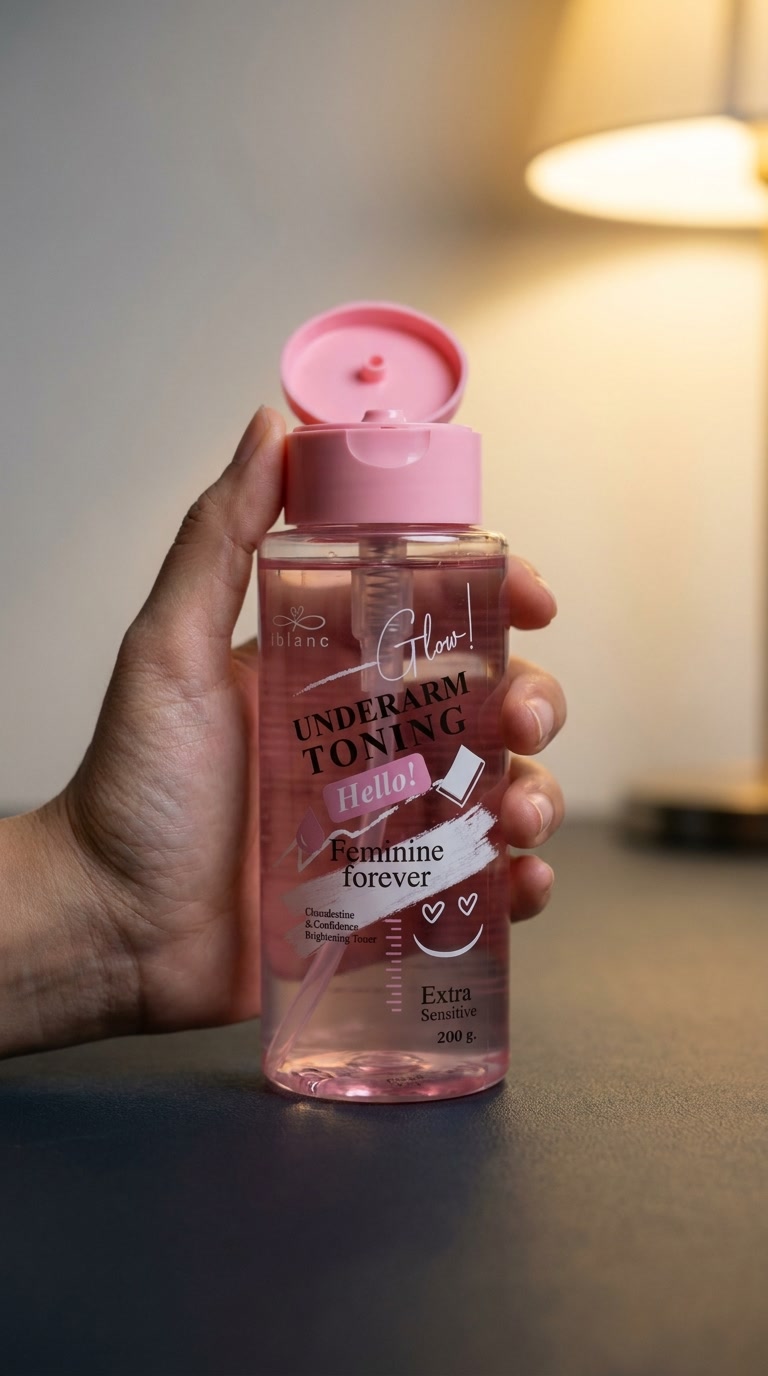 iblanc
Glow!
UNDERARM
TONING
Hello!
Feminine
forever
Clandestine
& Confidence
Brightening Toner
Extra
Sensitive
200 g.